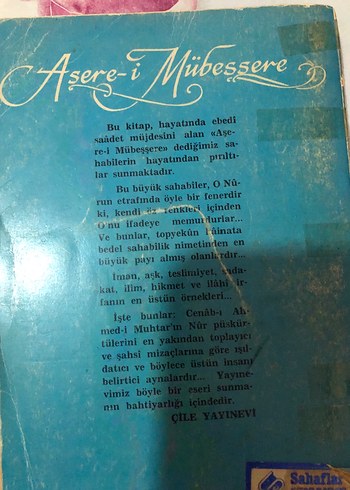 Aşere-i Mübeşşere
Bu kitap, hayatında ebedî
saâdet müjdesini alan «Aşe-
re-i Mübeşşere» dediğimiz sa-
habilerin hayatından pırıltı-
lar sunmaktadır.
Bu büyük sahabiler, O Nû-
run etrafında öyle bir fenerdir
ki, kendi öz renkleri içinden
O'nu ifadeye memurdurlar...
Ve bunlar, topyekûn kâinata
bedel sahabilik nimetinden en
büyük payı almış olanlardır...
İman, aşk, teslimiyet, sada-
kat, ilim, hikmet ve ilâhî ir-
fanın en üstün örnekleri...
İşte bunlar: Cenâb-ı Ah-
med-i Muhtar'ın Nûr püskür-
tülerini en yakından toplayıcı
ve şahsi mizaçlarına göre ışıl-
datıcı ve böylece üstün insanı
belirtici aynalardır... Yayıne-
vimiz böyle bir eseri sunma-
nın bahtiyarlığı içindedir.
ÇİLE YAYINEVİ
Sahaflar